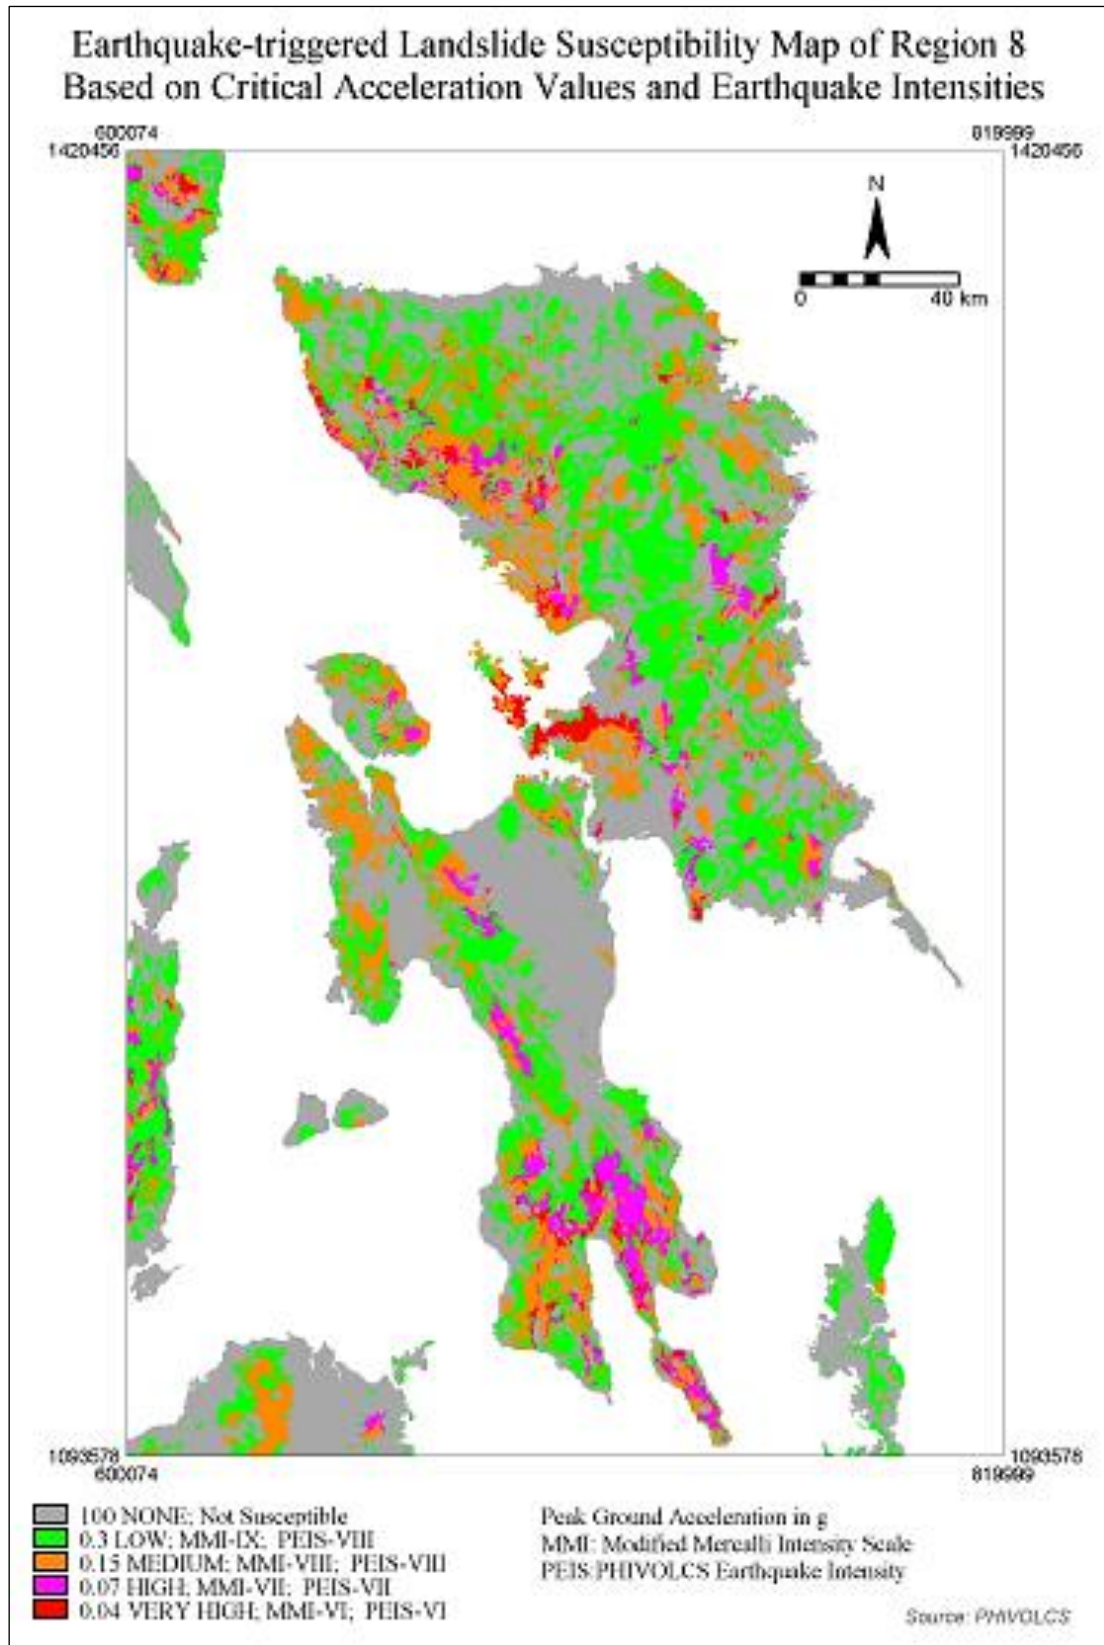 Earthquake-triggered Landslide Susceptibility Map of Region 8
Based on Critical Acceleration Values and Earthquake Intensities
600074
819999
1420456
1420456
N
0
40 km
1093578
1093578
600074
819999
100 NONE; Not Susceptible
0.3 LOW; MMI-IX; PEIS-VIII
0.15 MEDIUM; MMI-VIII; PEIS-VIII
0.07 HIGH; MMI-VII; PEIS-VII
0.04 VERY HIGH; MMI-VI; PEIS-VI
Peak Ground Acceleration in g
MMI: Modified Mercalli Intensity Scale
PEIS:PHIVOLCS Earthquake Intensity
Source: PHIVOLCS